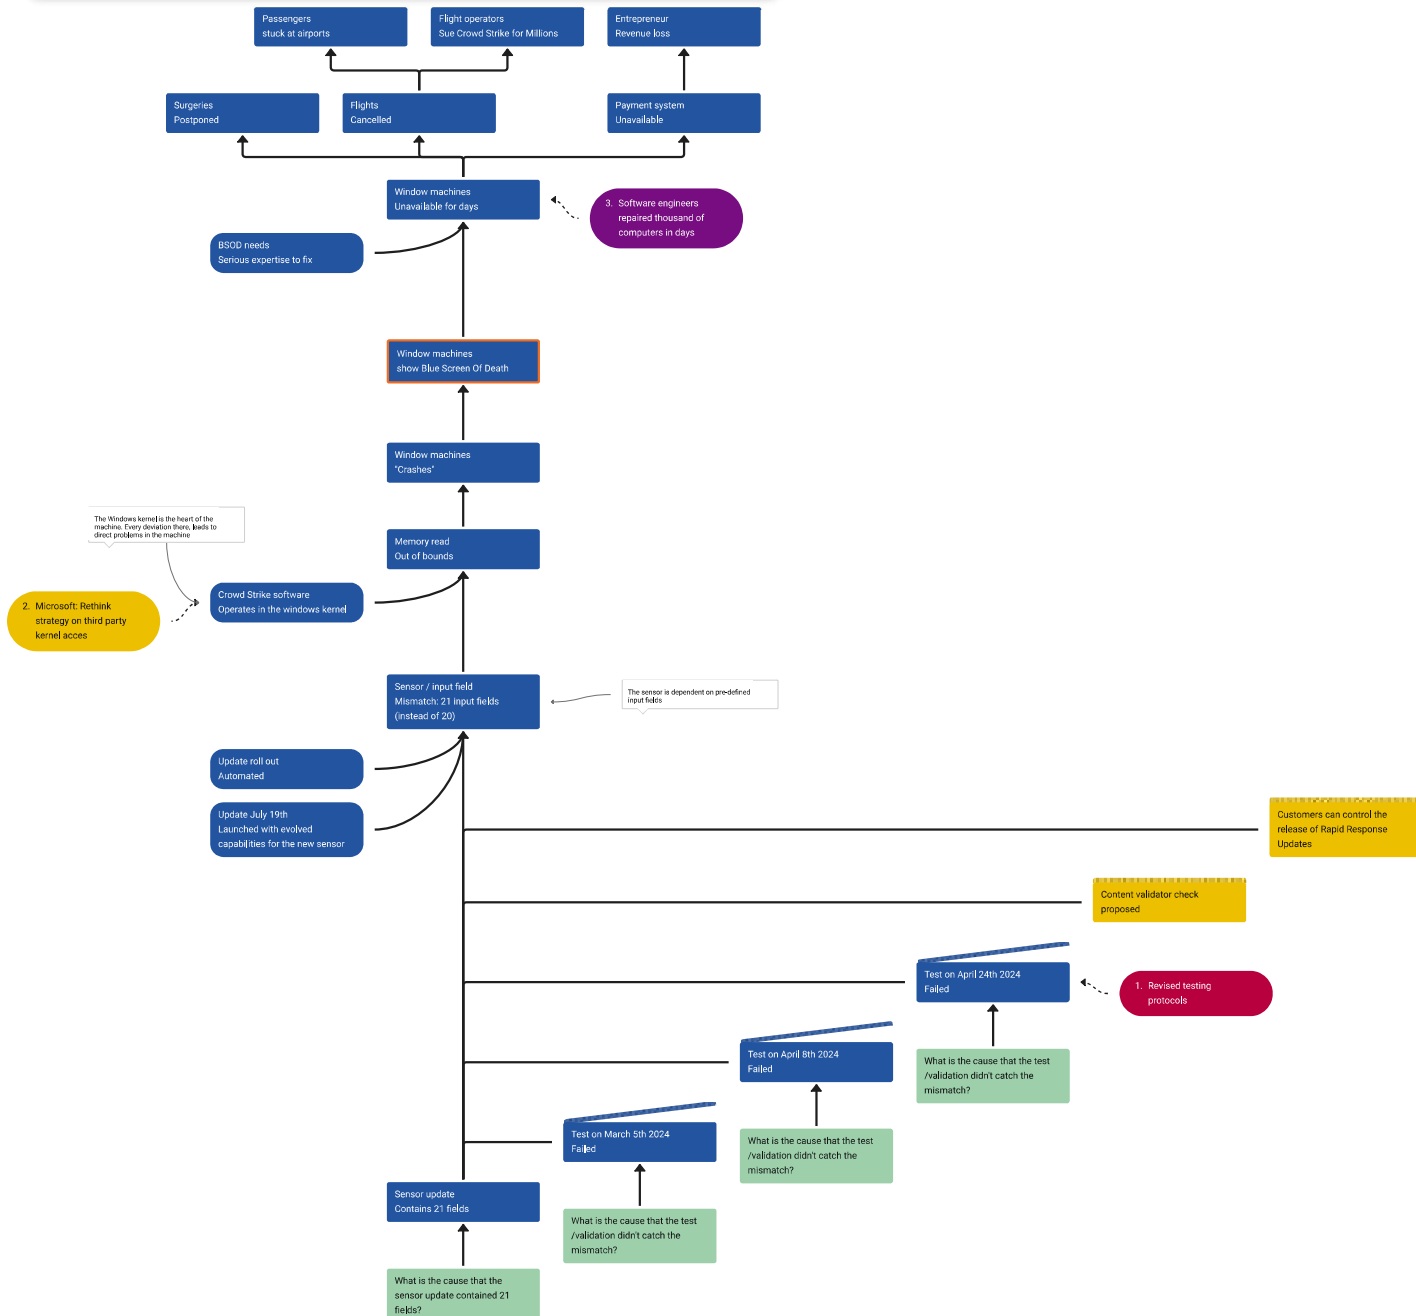 Passengers
stuck at airports
Flight operators
Sue Crowd Strike for Millions
Entrepreneur
Revenue loss
Surgeries
Postponed
Flights
Cancelled
Payment system
Unavailable
Window machines
Unavailable for days
3. Software engineers
repaired thousand of
computers in days
BSOD needs
Serious expertise to fix
Window machines
show Blue Screen Of Death
Window machines
"Crashes"
The Windows kernel is the heart of the
machine. Every deviation there, leads to
direct problems in the machine
Memory read
Out of bounds
Crowd Strike software
Operates in the windows kernel
2. Microsoft: Rethink
strategy on third party
kernel acces
Sensor / input field
Mismatch: 21 input fields
(instead of 20)
The sensor is dependent on pre-defined
input fields
Update roll out
Automated
Update July 19th
Launched with evolved
capabilities for the new sensor
Customers can control the
release of Rapid Response
Updates
Content validator check
proposed
Test on April 24th 2024
Failed
1. Revised testing
protocols
What is the cause that the test
/validation didn't catch the
mismatch?
Test on April 8th 2024
Failed
What is the cause that the test
/validation didn't catch the
mismatch?
Test on March 5th 2024
Failed
What is the cause that the test
/validation didn't catch the
mismatch?
Sensor update
Contains 21 fields
What is the cause that the
sensor update contained 21
fields?